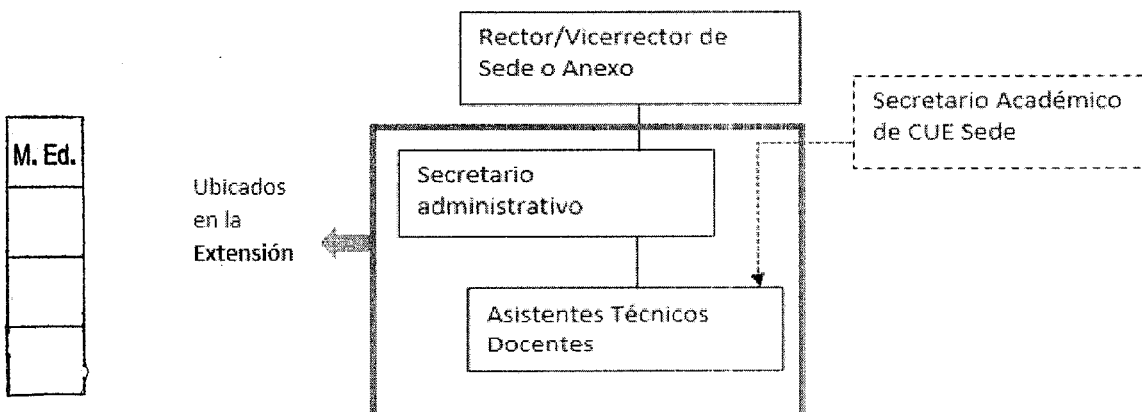 Rector/Vicerrector de
Sede o Anexo
Secretario Académico
de CUE Sede
M. Ed.
Secretario
administrativo
Ubicados
en la
Extensión
Asistentes Técnicos
Docentes